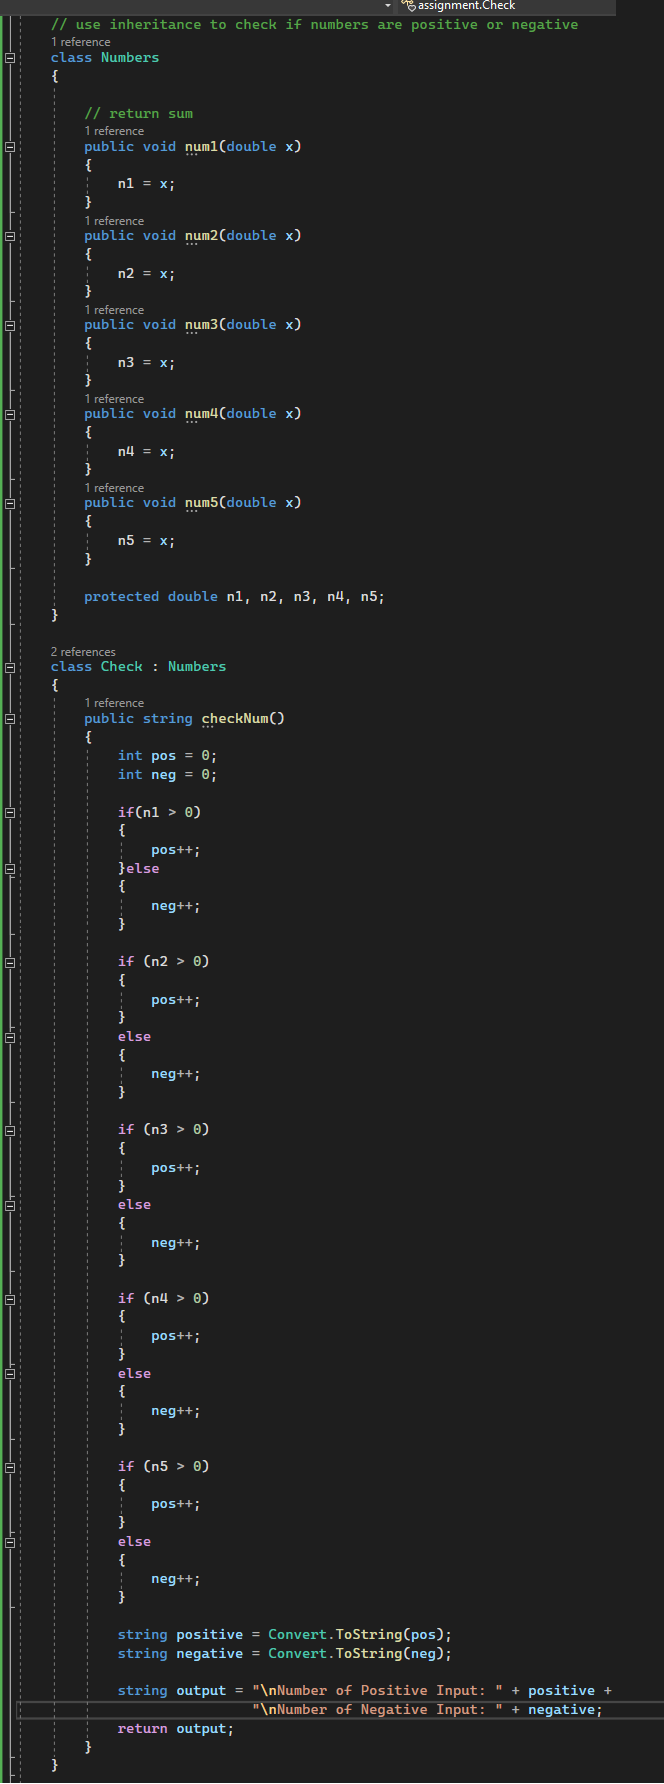 assignment.Check
// use inheritance to check if numbers are positive or negative
1 reference
class Numbers
{
// return sum
1 reference
public void num1(double x)
{
n1 = x;
}
1 reference
public void num2(double x)
{
n2 = x;
}
1 reference
public void num3(double x)
{
n3 = x;
}
1 reference
public void num4(double x)
{
n4 = x;
}
1 reference
public void num5(double x)
{
n5 = x;
}
protected double n1, n2, n3, n4, n5;
}
2 references
class Check : Numbers
{
1 reference
public string checkNum()
{
int pos = 0;
int neg = 0;
if(n1 > 0)
{
pos++;
}else
{
neg++;
}
if (n2 > 0)
{
pos++;
}
else
{
neg++;
}
if (n3 > 0)
{
pos++;
}
else
{
neg++;
}
if (n4 > 0)
{
pos++;
}
else
{
neg++;
}
if (n5 > 0)
{
pos++;
}
else
{
neg++;
}
string positive = Convert.ToString(pos);
string negative = Convert.ToString(neg);
string output = "\nNumber of Positive Input: " + positive +
"\nNumber of Negative Input: " + negative;
return output;
}
}